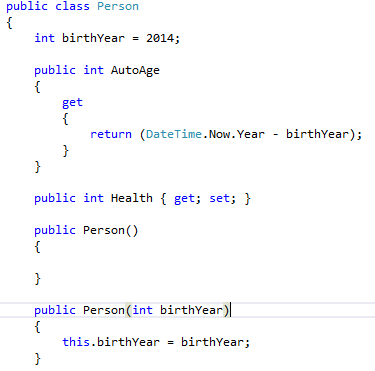 public class Person
{
    int birthYear = 2014;
    public int AutoAge
    {
        get
        {
            return (DateTime.Now.Year - birthYear);
        }
    }
    public int Health { get; set; }
    public Person()
    {
    }
    public Person(int birthYear)
    {
        this.birthYear = birthYear;
    }